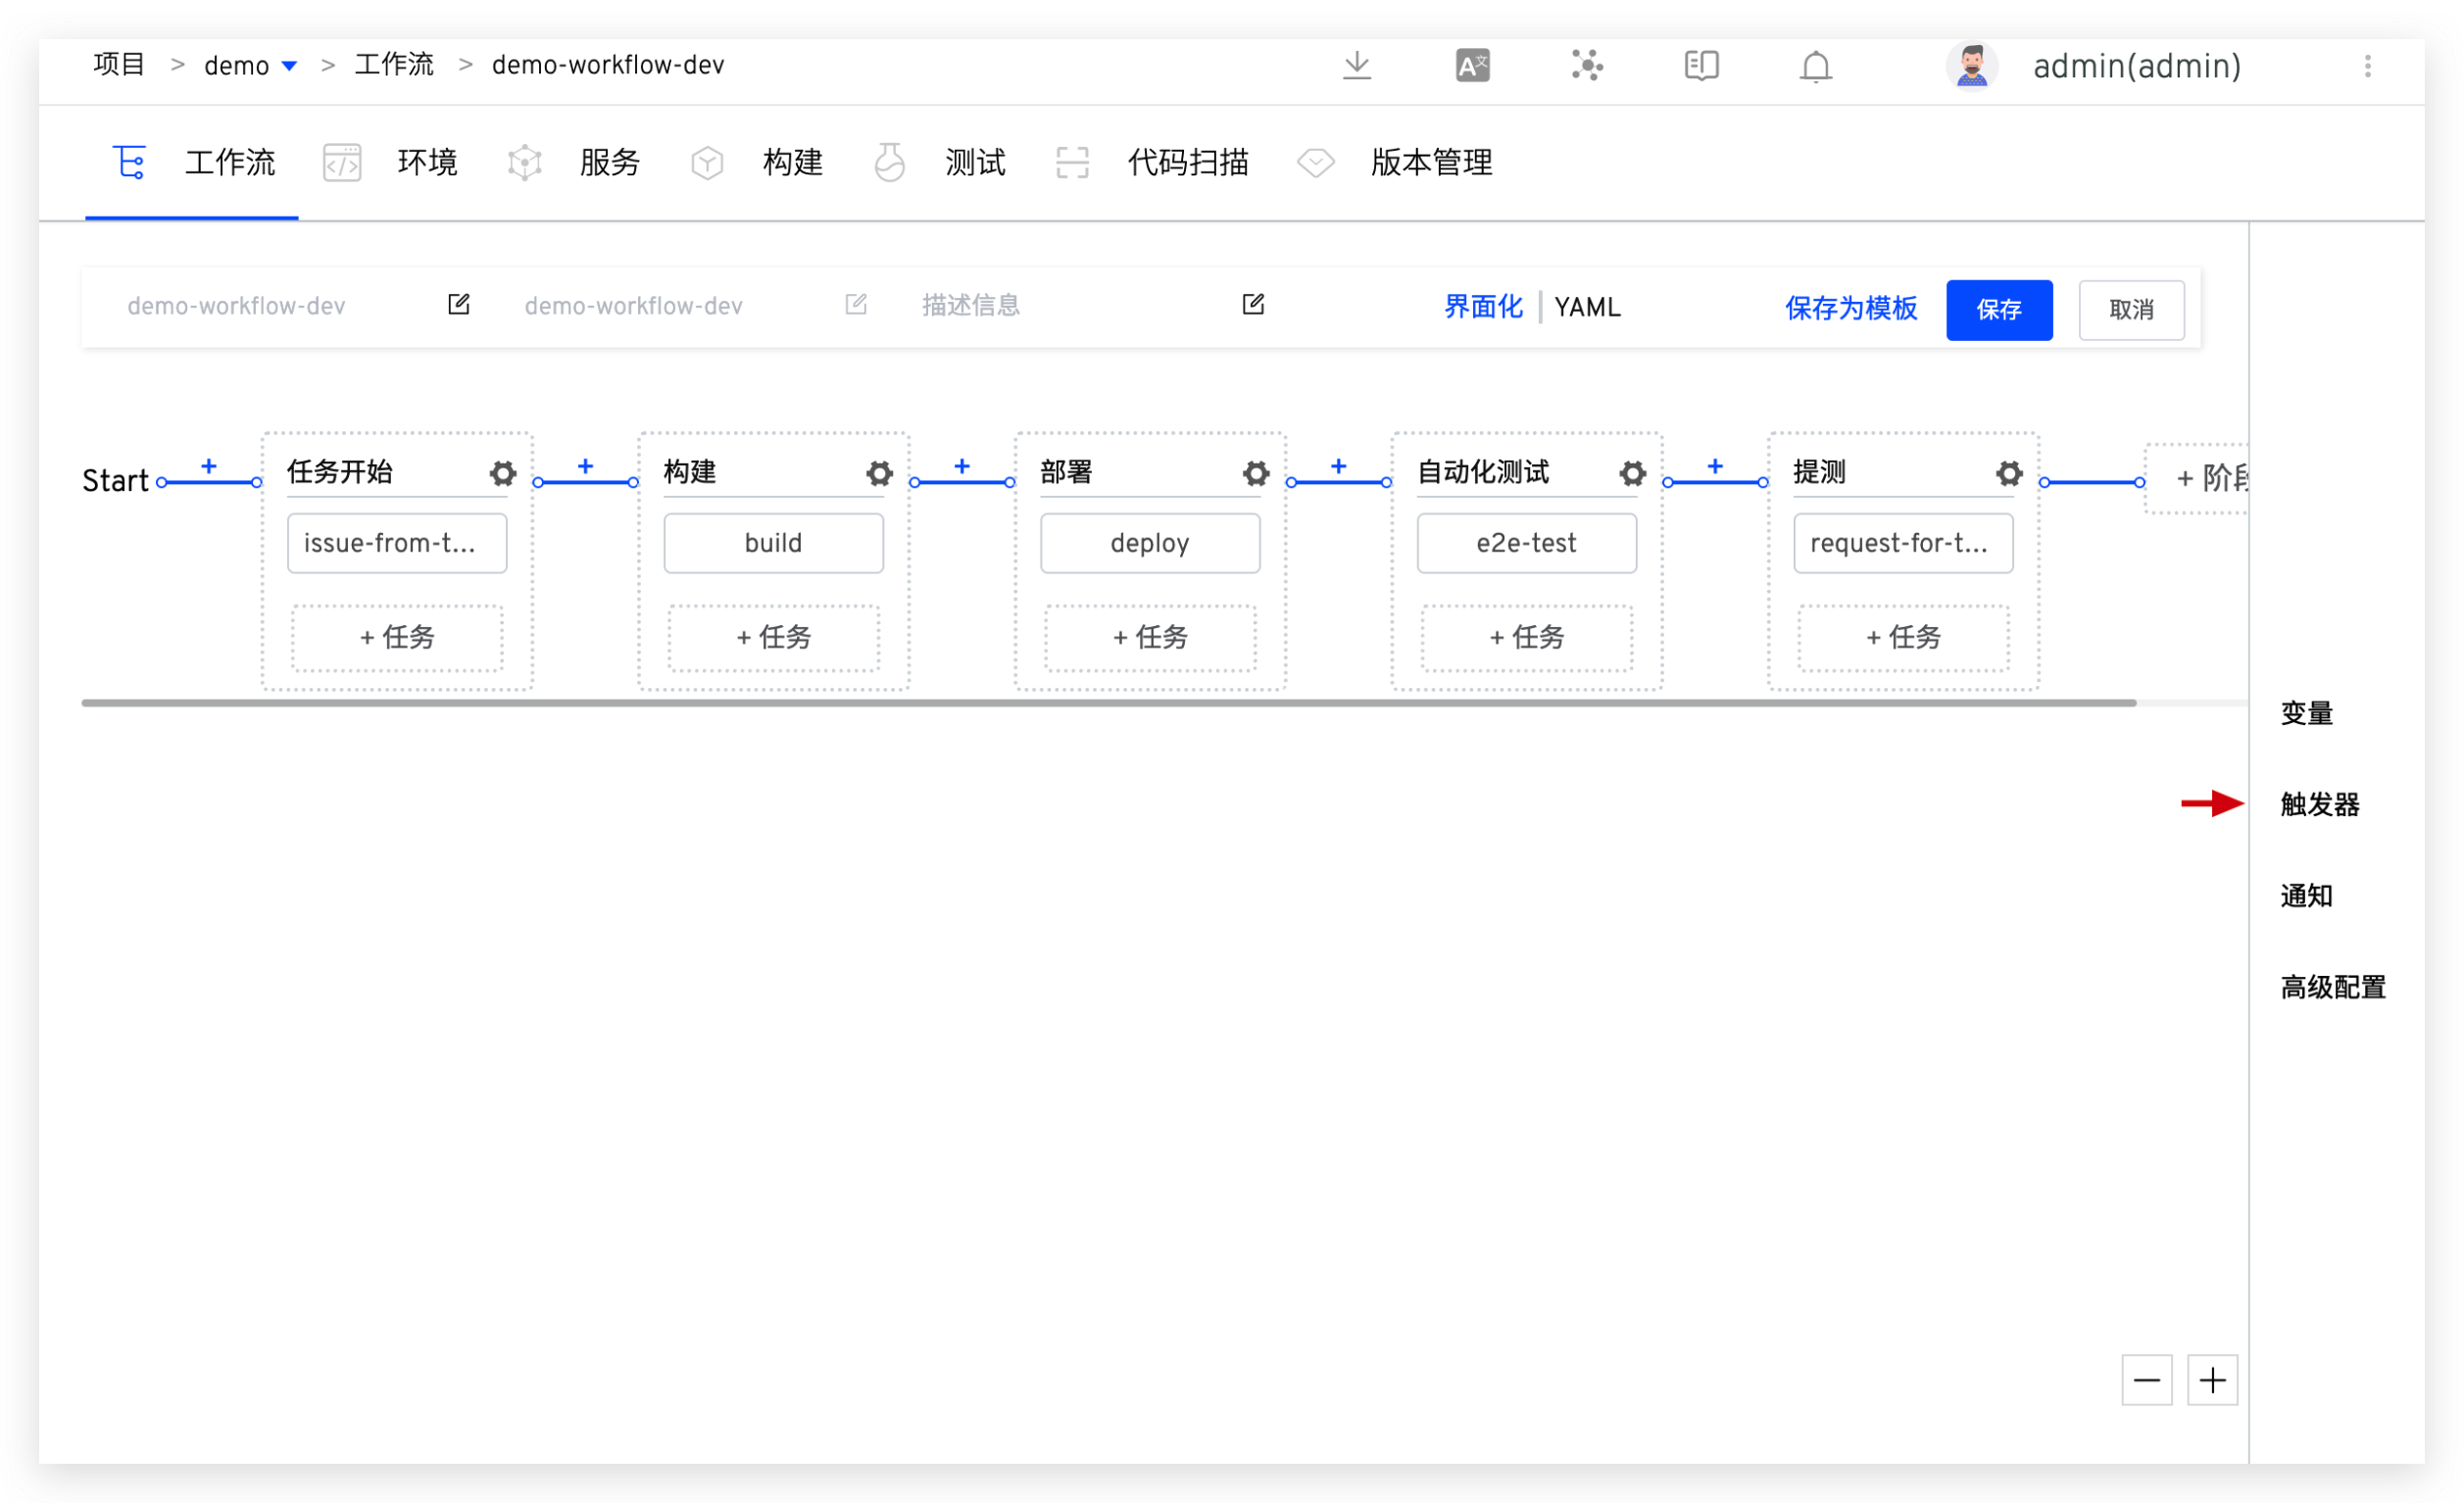 项目 > demo > 工作流 > demo-workflow-dev
admin(admin)
工作流 环境 服务 构建 测试 代码扫描 版本管理
demo-workflow-dev demo-workflow-dev 描述信息 界面化 | YAML 保存为模板 保存 取消
Start + 任务开始 + 构建 + 部署 + 自动化测试 + 提测 + 阶段
issue-from-t... build deploy e2e-test request-for-t...
+ 任务 + 任务 + 任务 + 任务 + 任务
变量
触发器
通知
高级配置